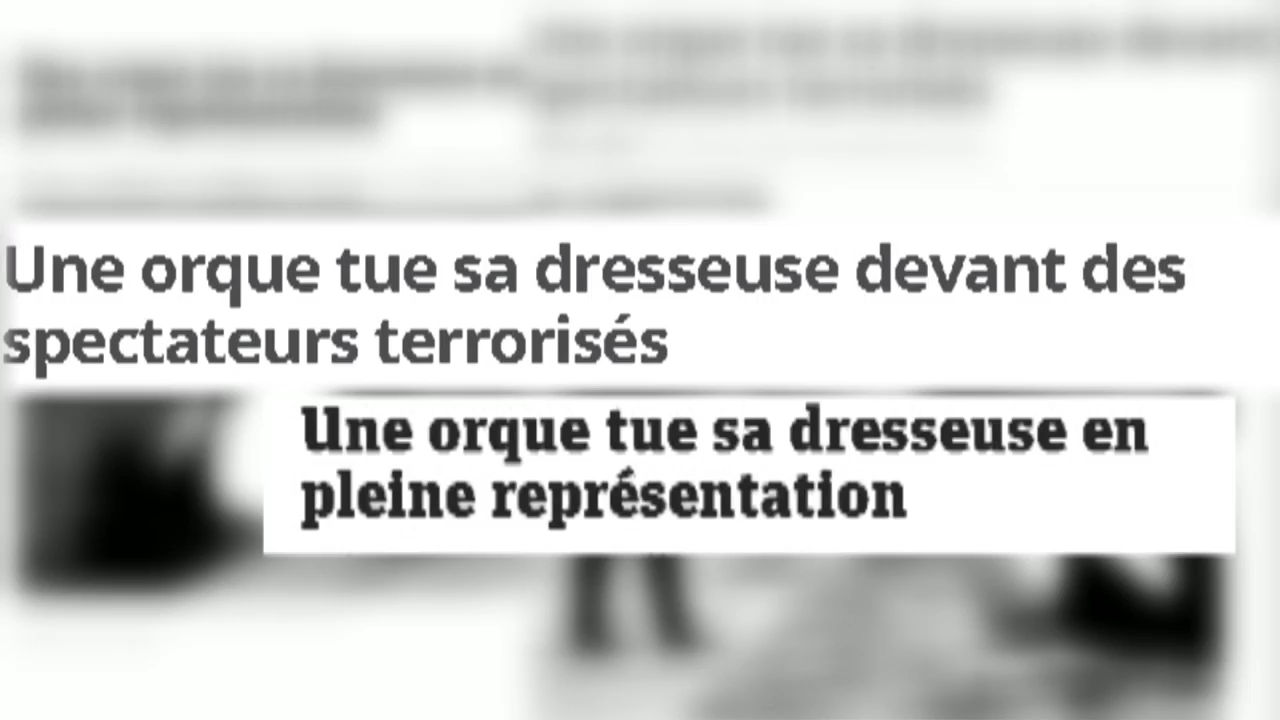 Une orque tue sa dresseuse devant des
spectateurs terrorisés
Une orque tue sa dresseuse en
pleine représentation